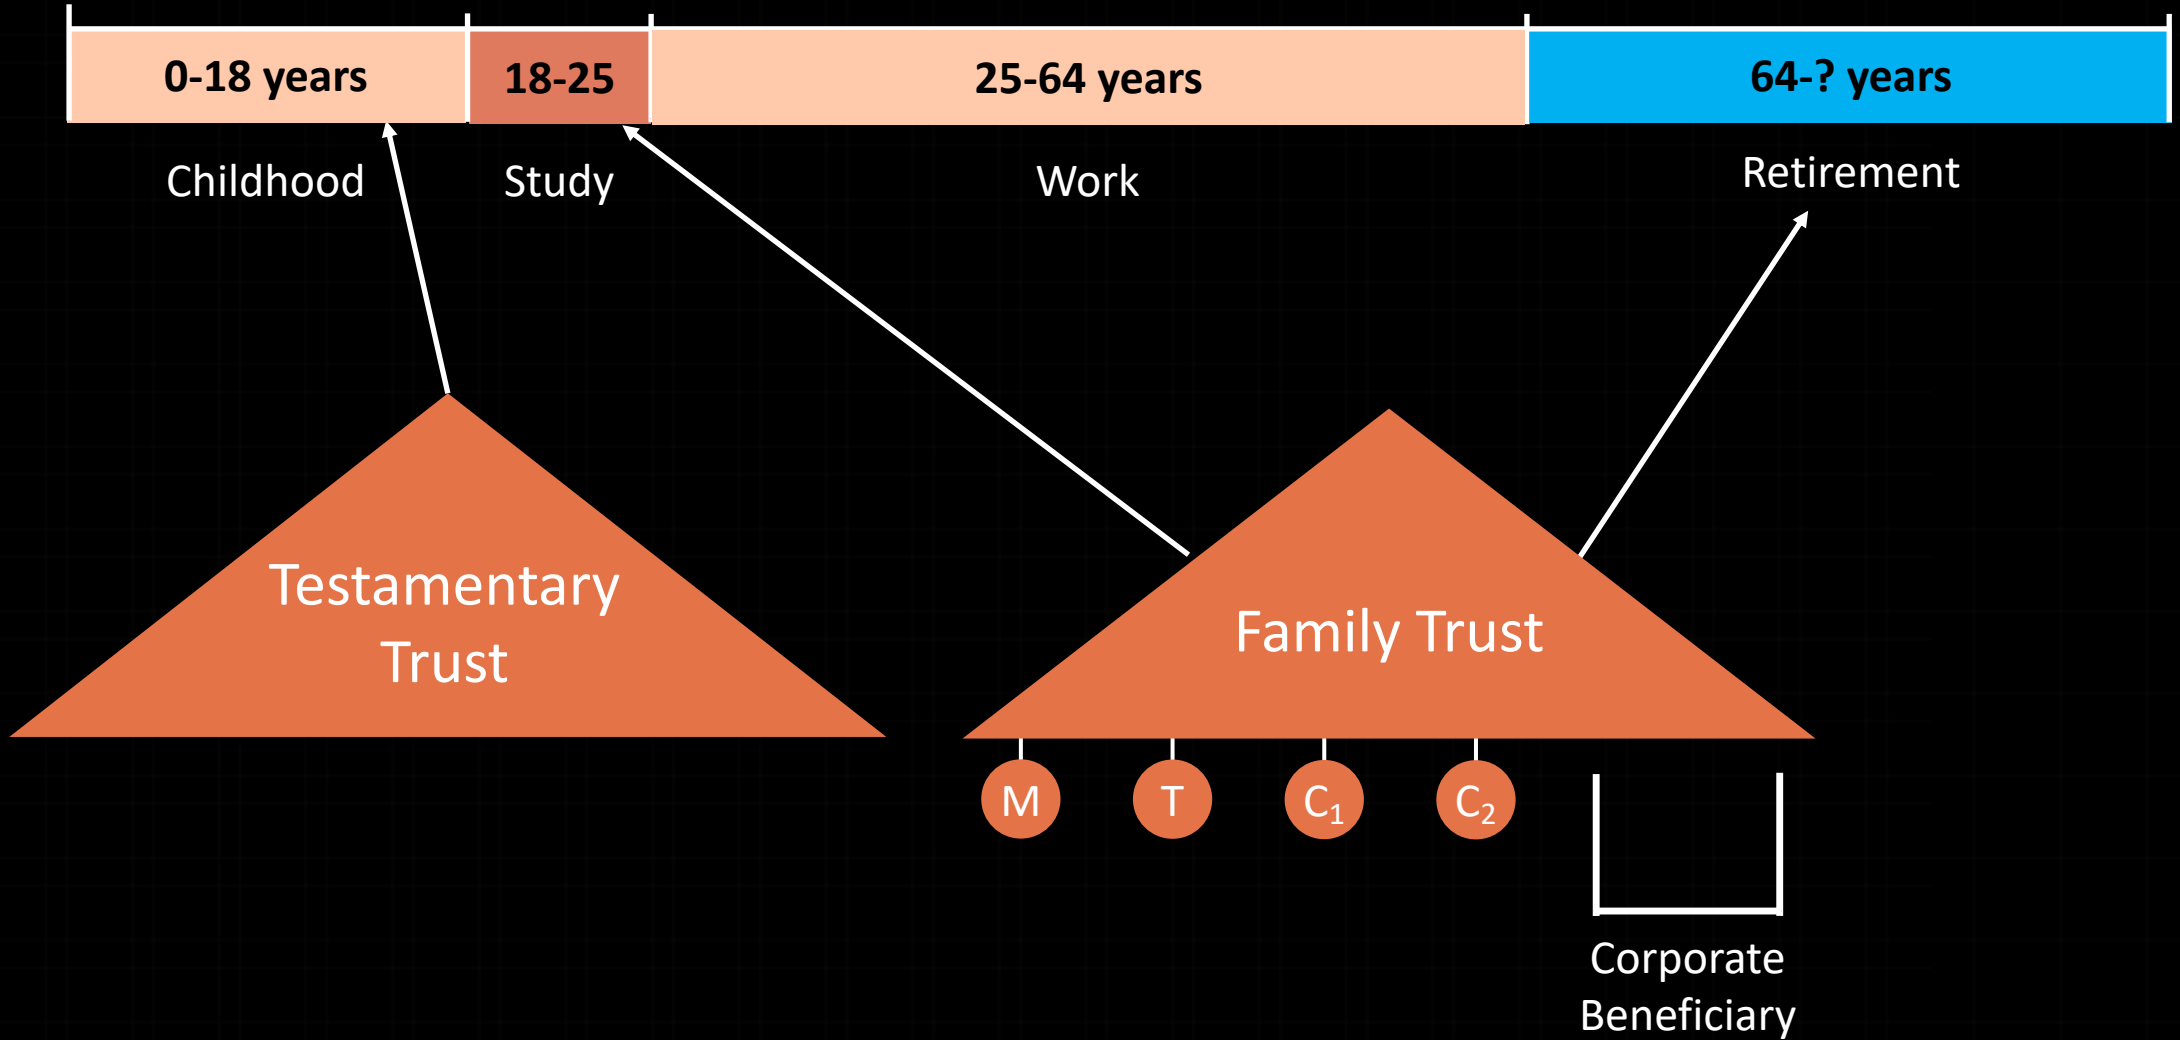 0-18 years
18-25
25-64 years
64-? years
Childhood
Study
Work
Retirement
Testamentary
Trust
Family Trust
M
T
C₁
C₂
Corporate
Beneficiary